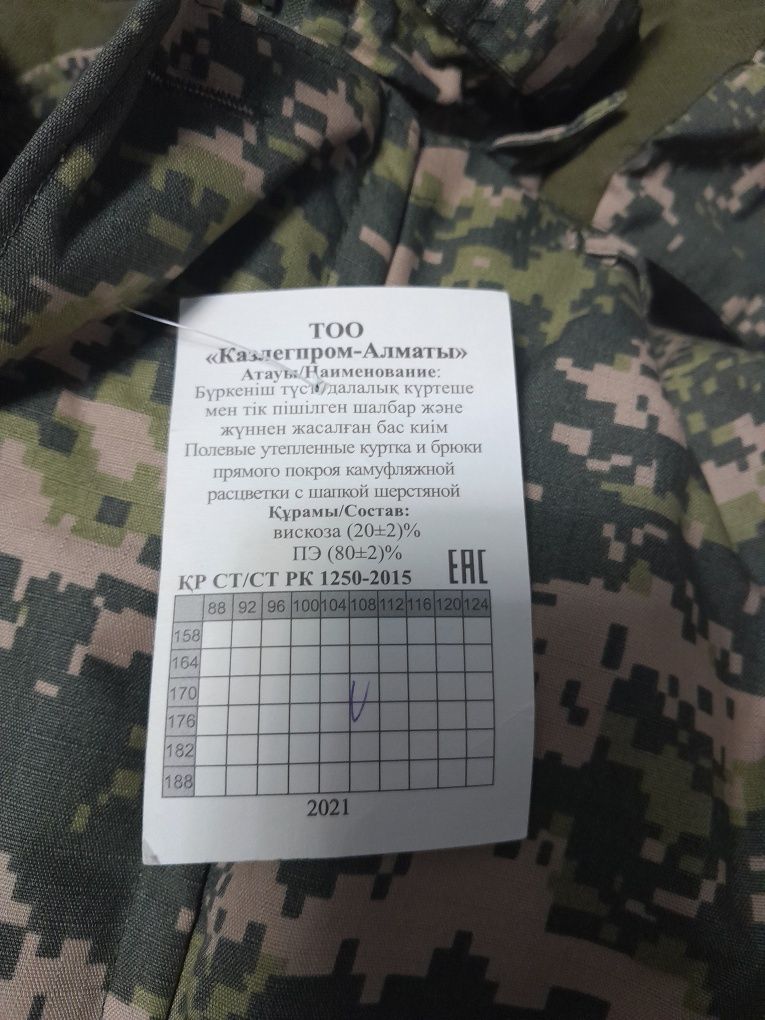 ТОО
«Казлегпром-Алматы»
Атауы/Наименование:
Бүркеніш түсті далалық күртеше
мен тік пішілген шалбар және
жүннен жасалған бас киім
Полевые утепленные куртка и брюки
прямого покроя камуфляжной
расцветки с шапкой шерстяной
Құрамы/Состав:
вискоза (20±2)%
ПЭ (80±2)%
ҚР СТ/СТ РК 1250-2015 EAC
88 92 96 100 104 108 112 116 120 124
158
164
170
176
182
188
2021